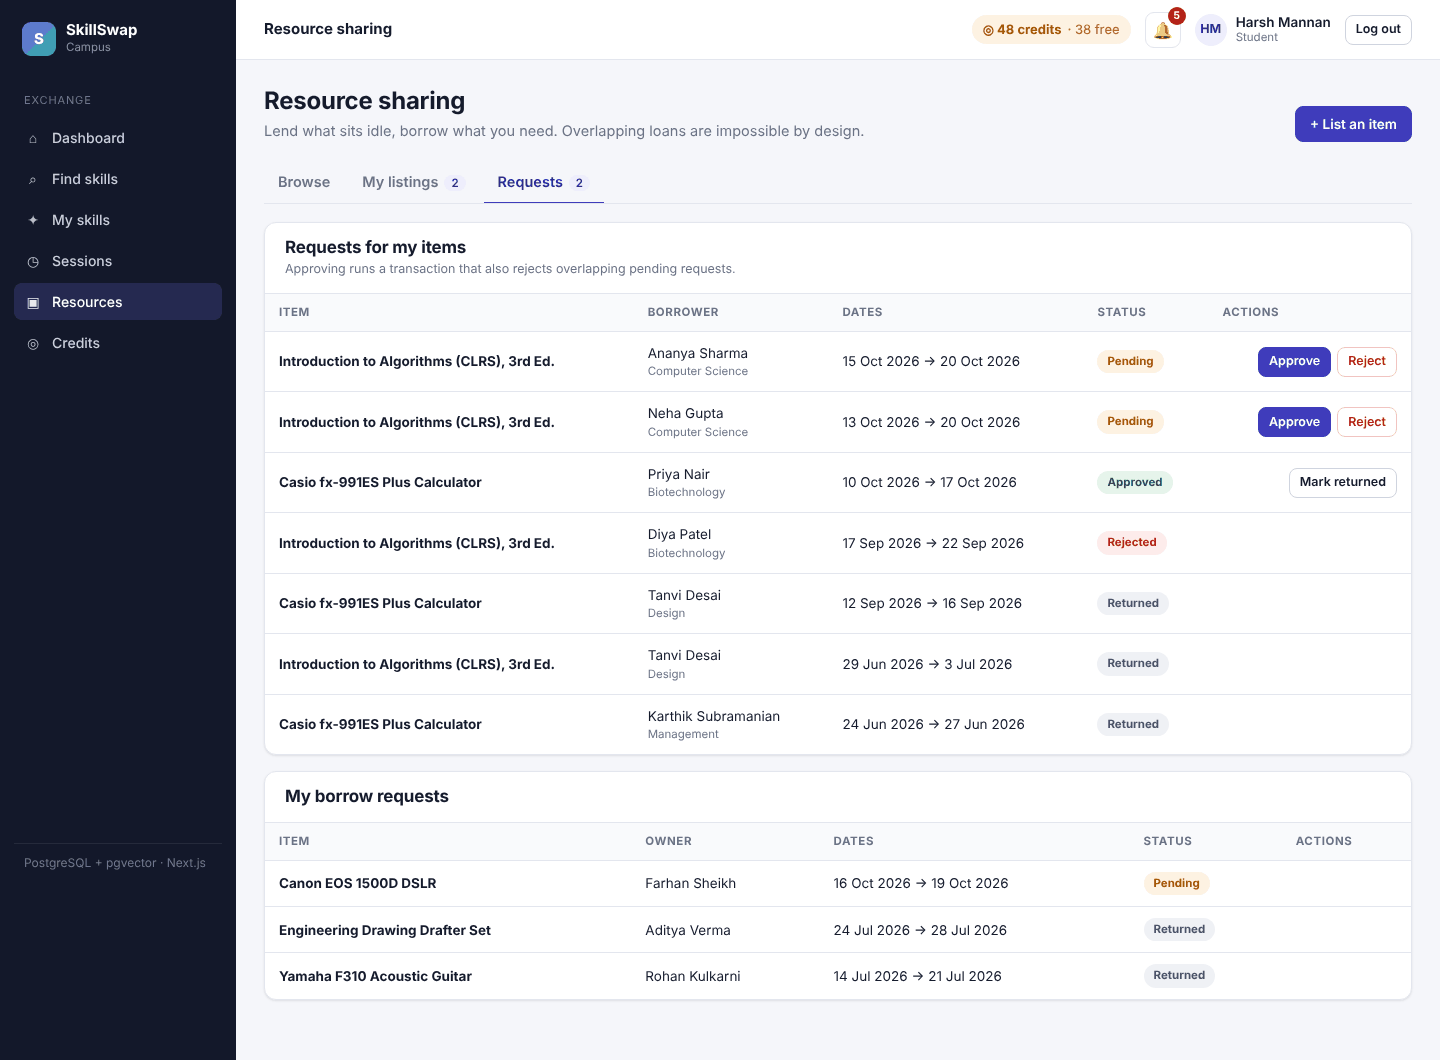 S
SkillSwap
Campus
EXCHANGE
Dashboard
Find skills
My skills
Sessions
Resources
Credits
PostgreSQL + pgvector · Next.js
Resource sharing
48 credits · 38 free
5
HM
Harsh Mannan
Student
Log out
Resource sharing
Lend what sits idle, borrow what you need. Overlapping loans are impossible by design.
+ List an item
Browse
My listings 2
Requests 2
Requests for my items
Approving runs a transaction that also rejects overlapping pending requests.
ITEM BORROWER DATES STATUS ACTIONS
Introduction to Algorithms (CLRS), 3rd Ed. Ananya Sharma 15 Oct 2026 → 20 Oct 2026 Pending Approve Reject
Computer Science
Introduction to Algorithms (CLRS), 3rd Ed. Neha Gupta 13 Oct 2026 → 20 Oct 2026 Pending Approve Reject
Computer Science
Casio fx-991ES Plus Calculator Priya Nair 10 Oct 2026 → 17 Oct 2026 Approved Mark returned
Biotechnology
Introduction to Algorithms (CLRS), 3rd Ed. Diya Patel 17 Sep 2026 → 22 Sep 2026 Rejected
Biotechnology
Casio fx-991ES Plus Calculator Tanvi Desai 12 Sep 2026 → 16 Sep 2026 Returned
Design
Introduction to Algorithms (CLRS), 3rd Ed. Tanvi Desai 29 Jun 2026 → 3 Jul 2026 Returned
Design
Casio fx-991ES Plus Calculator Karthik Subramanian 24 Jun 2026 → 27 Jun 2026 Returned
Management
My borrow requests
ITEM OWNER DATES STATUS ACTIONS
Canon EOS 1500D DSLR Farhan Sheikh 16 Oct 2026 → 19 Oct 2026 Pending
Engineering Drawing Drafter Set Aditya Verma 24 Jul 2026 → 28 Jul 2026 Returned
Yamaha F310 Acoustic Guitar Rohan Kulkarni 14 Jul 2026 → 21 Jul 2026 Returned